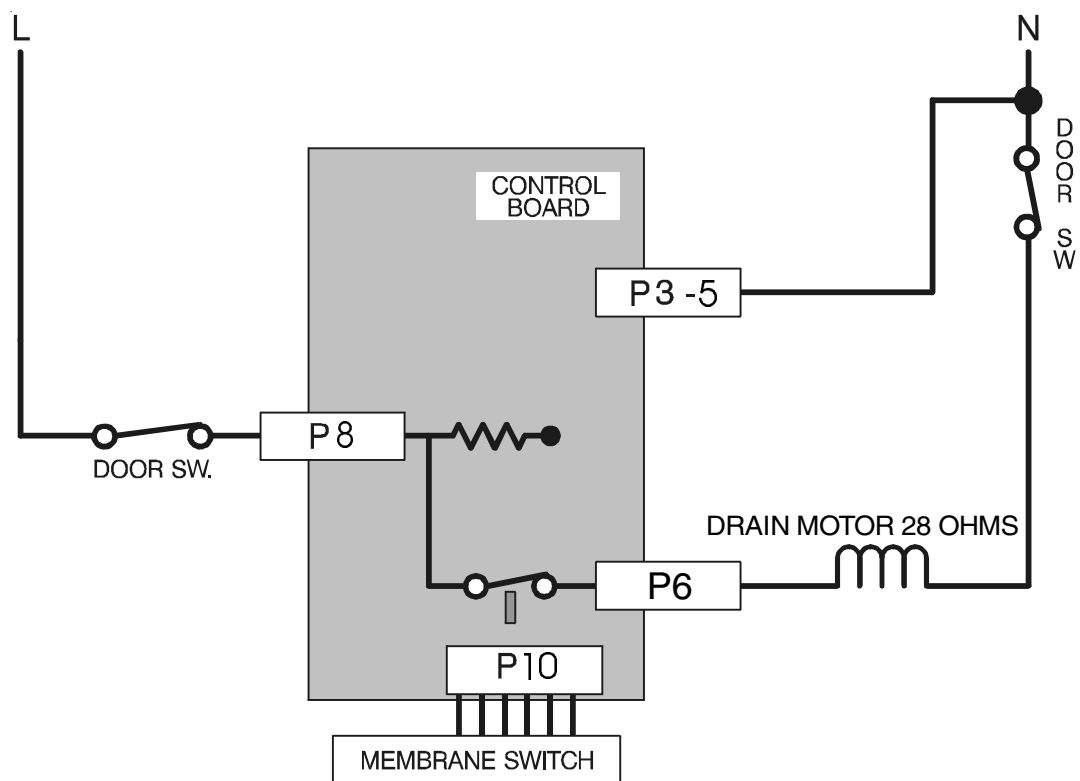 L
N
DOOR SW
CONTROL
BOARD
P3 -5
P8
DOOR SW.
DRAIN MOTOR 28 OHMS
P6
P10
MEMBRANE SWITCH